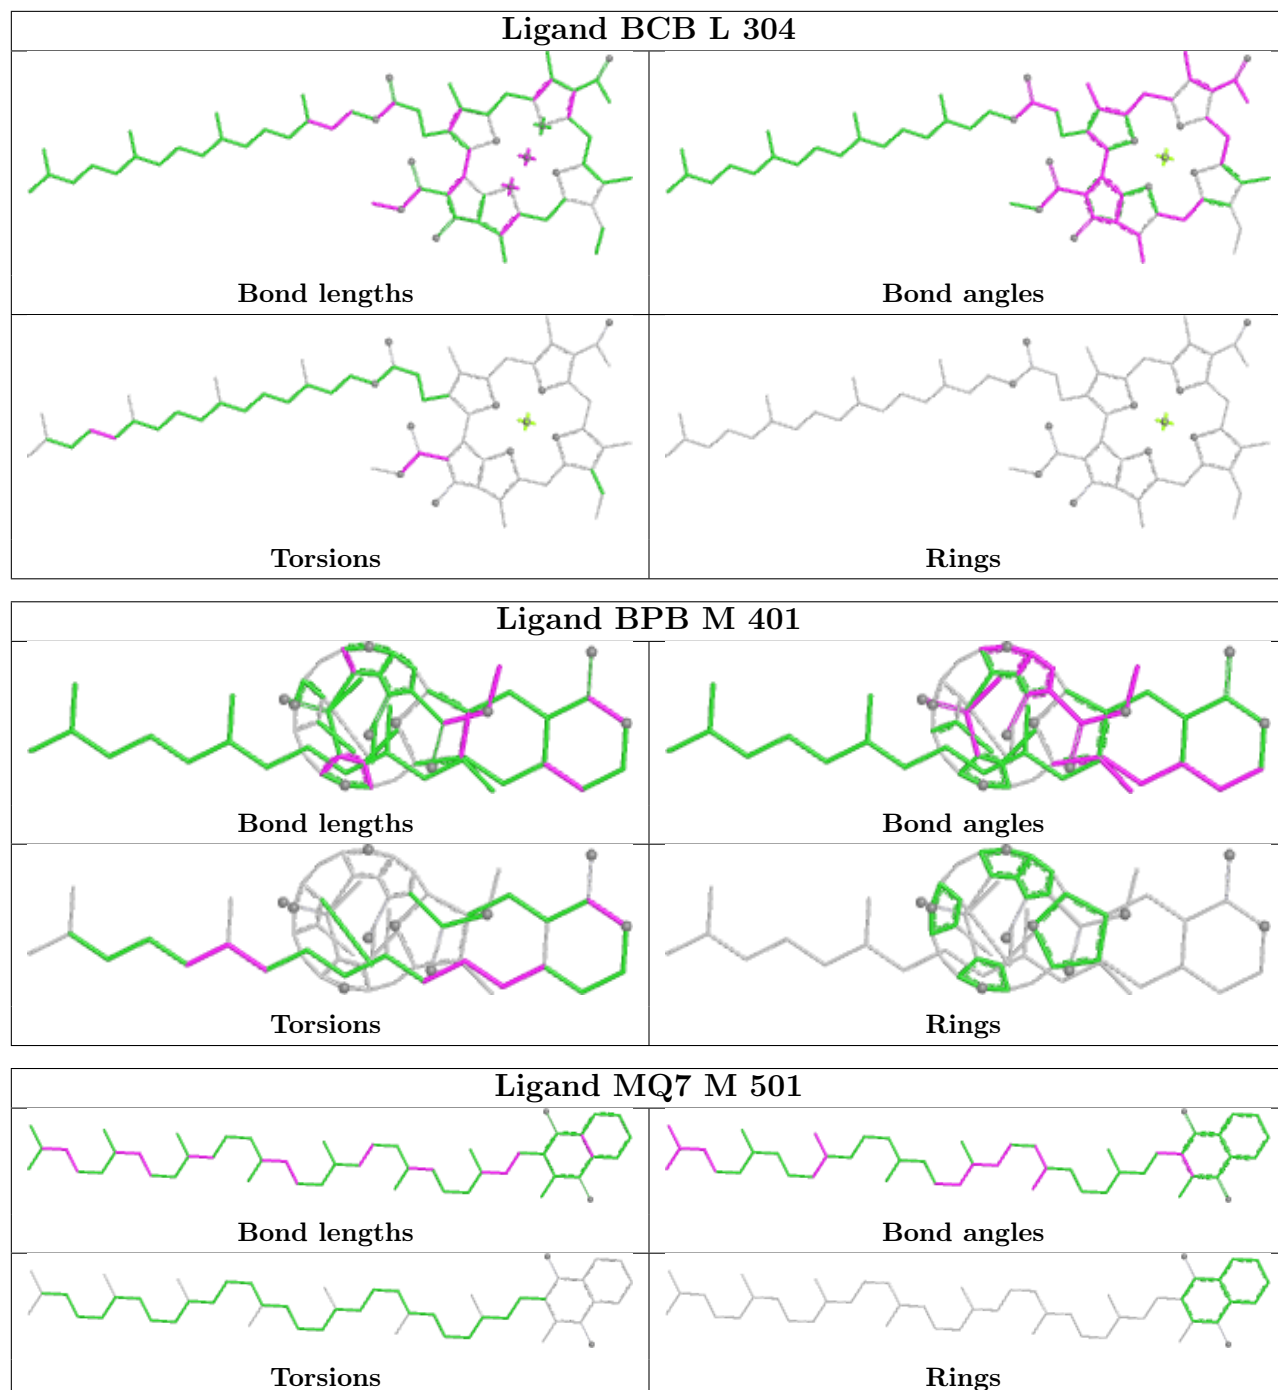 Ligand BCB L 304
Bond lengths
Bond angles
Torsions
Rings
Ligand BPB M 401
Bond lengths
Bond angles
Torsions
Rings
Ligand MQ7 M 501
Bond lengths
Bond angles
Torsions
Rings